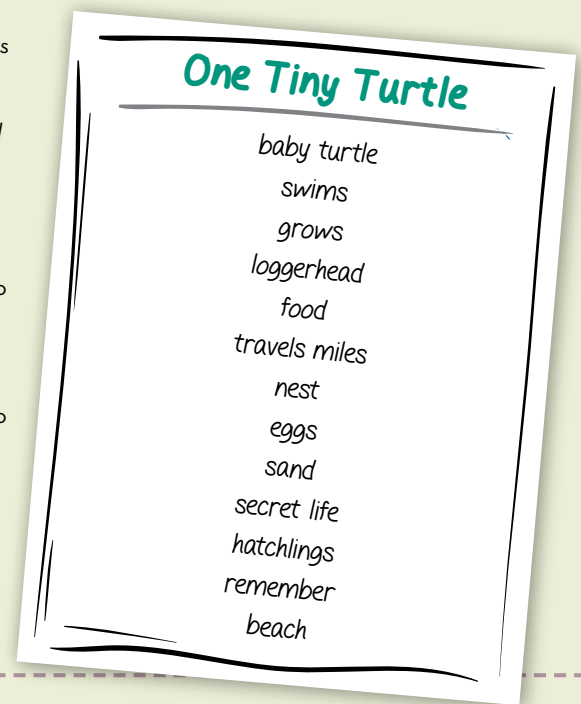 One Tiny Turtle
baby turtle
swims
grows
loggerhead
food
travels miles
nest
eggs
sand
secret life
hatchlings
remember
beach